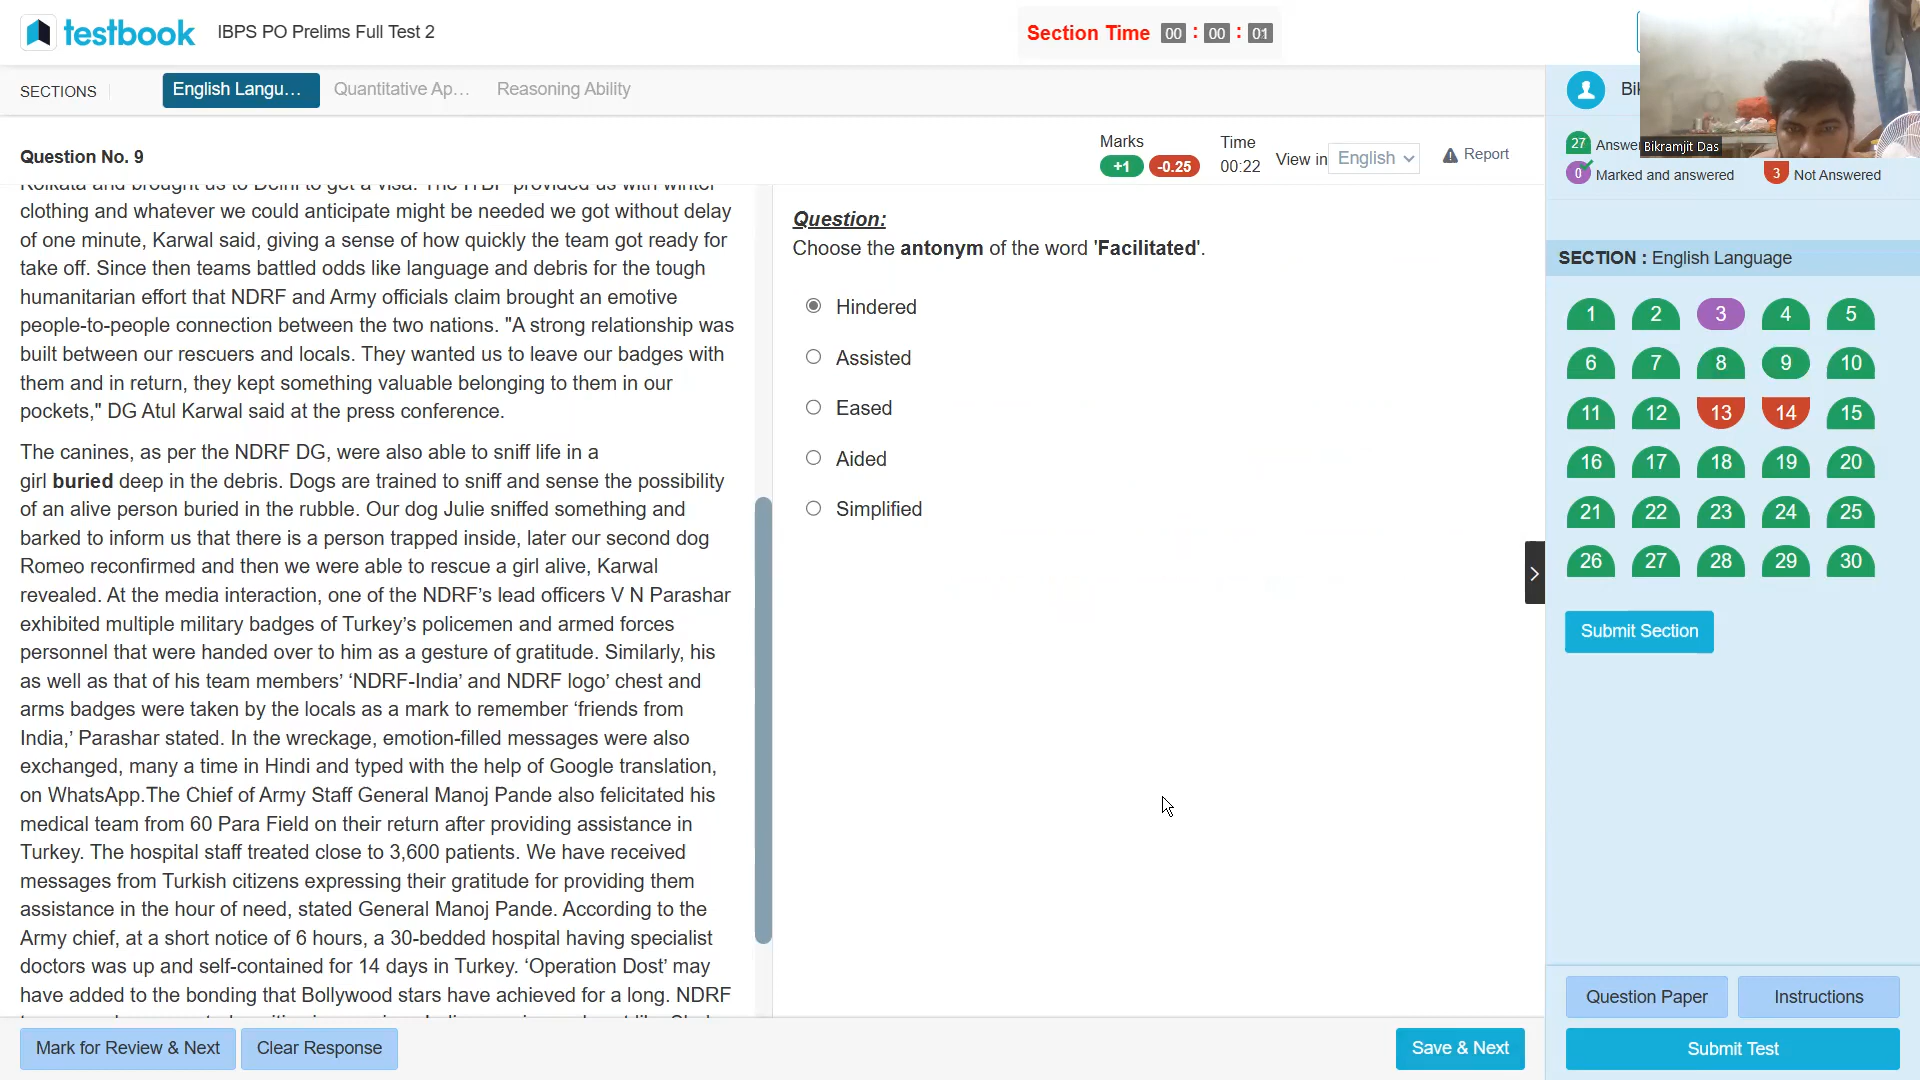 testbook
IBPS PO Prelims Full Test 2
Section Time 00 : 00 : 01
SECTIONS
English Langu...
Quantitative Ap...
Reasoning Ability
Question No. 9
Marks
+1 -0.25
Time
00:22
View in English
Report
Kolkata and brought us to Delhi to get a visa. The ITBP provided us with winter
clothing and whatever we could anticipate might be needed we got without delay
of one minute, Karwal said, giving a sense of how quickly the team got ready for
take off. Since then teams battled odds like language and debris for the tough
humanitarian effort that NDRF and Army officials claim brought an emotive
people-to-people connection between the two nations. "A strong relationship was
built between our rescuers and locals. They wanted us to leave our badges with
them and in return, they kept something valuable belonging to them in our
pockets," DG Atul Karwal said at the press conference.
The canines, as per the NDRF DG, were also able to sniff life in a
girl buried deep in the debris. Dogs are trained to sniff and sense the possibility
of an alive person buried in the rubble. Our dog Julie sniffed something and
barked to inform us that there is a person trapped inside, later our second dog
Romeo reconfirmed and then we were able to rescue a girl alive, Karwal
revealed. At the media interaction, one of the NDRF’s lead officers V N Parashar
exhibited multiple military badges of Turkey’s policemen and armed forces
personnel that were handed over to him as a gesture of gratitude. Similarly, his
as well as that of his team members’ ‘NDRF-India’ and NDRF logo’ chest and
arms badges were taken by the locals as a mark to remember ‘friends from
India,’ Parashar stated. In the wreckage, emotion-filled messages were also
exchanged, many a time in Hindi and typed with the help of Google translation,
on WhatsApp.The Chief of Army Staff General Manoj Pande also felicitated his
medical team from 60 Para Field on their return after providing assistance in
Turkey. The hospital staff treated close to 3,600 patients. We have received
messages from Turkish citizens expressing their gratitude for providing them
assistance in the hour of need, stated General Manoj Pande. According to the
Army chief, at a short notice of 6 hours, a 30-bedded hospital having specialist
doctors was up and self-contained for 14 days in Turkey. ‘Operation Dost’ may
have added to the bonding that Bollywood stars have achieved for a long. NDRF
Question:
Choose the antonym of the word 'Facilitated'.
Hindered
Assisted
Eased
Aided
Simplified
Mark for Review & Next
Clear Response
Save & Next
Bikramjit Das
27
0 Marked and answered
3 Not Answered
SECTION : English Language
1 2 3 4 5
6 7 8 9 10
11 12 13 14 15
16 17 18 19 20
21 22 23 24 25
26 27 28 29 30
Submit Section
Question Paper
Instructions
Submit Test